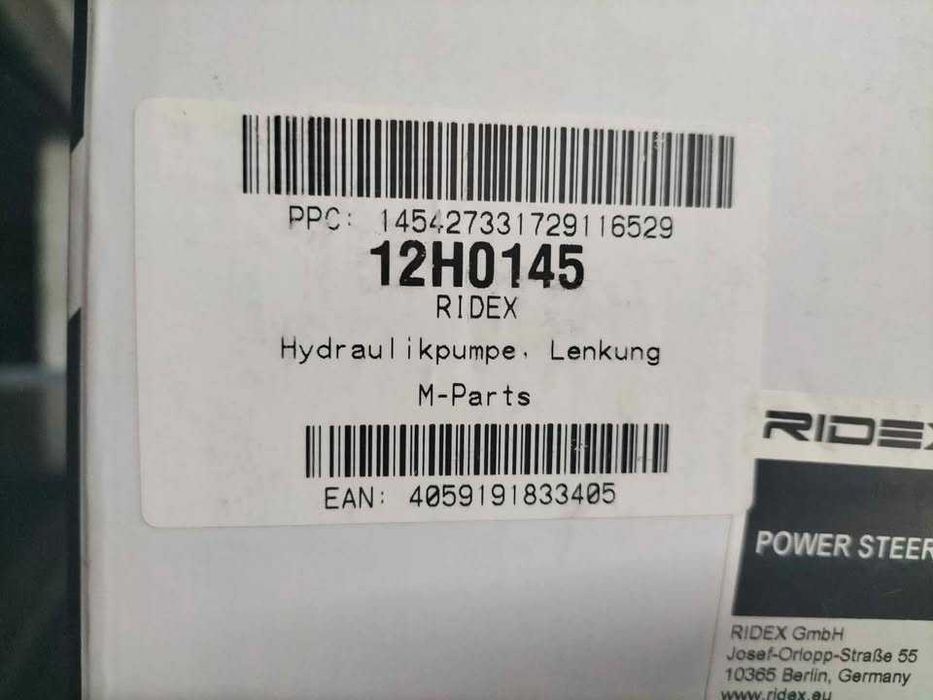 PPC: 145427331729116529
12H0145
RIDEX
Hydraulikpumpe, Lenkung
M-Parts
EAN: 4059191833405
RIDEX
POWER STEER
RIDEX GmbH
Josef-Orlopp-Straße 55
10365 Berlin, Germany
www.ridex.eu